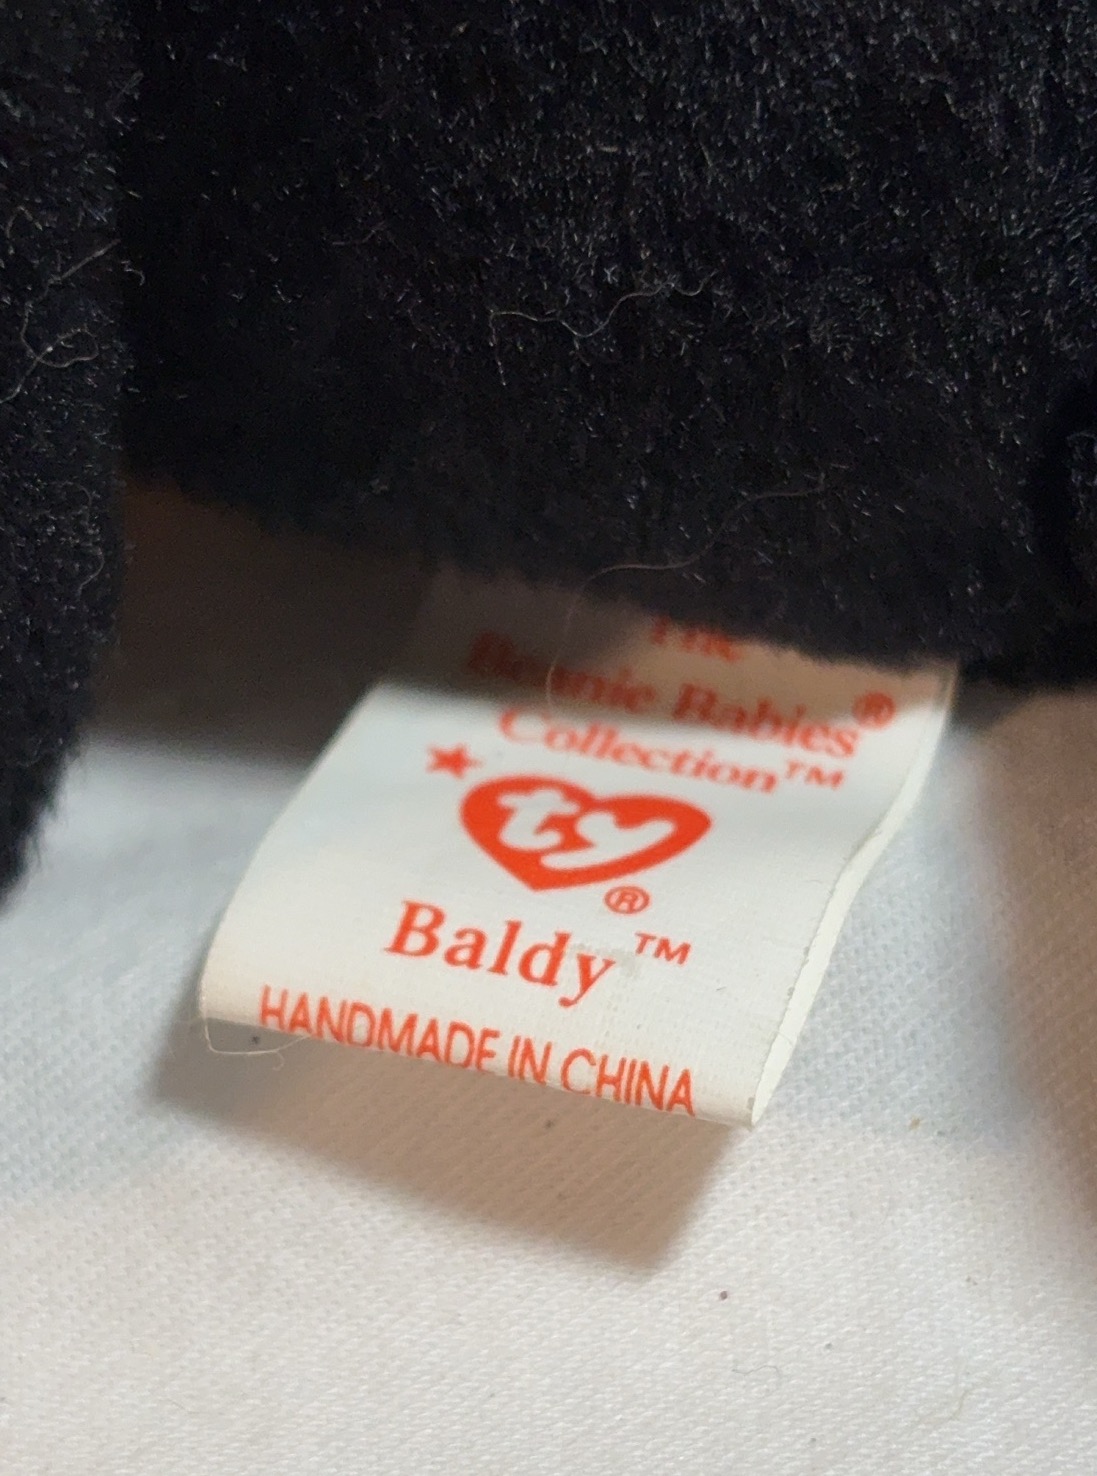 The
Beanie Babies®
Collection™
ty
®
Baldy™
HANDMADE IN CHINA